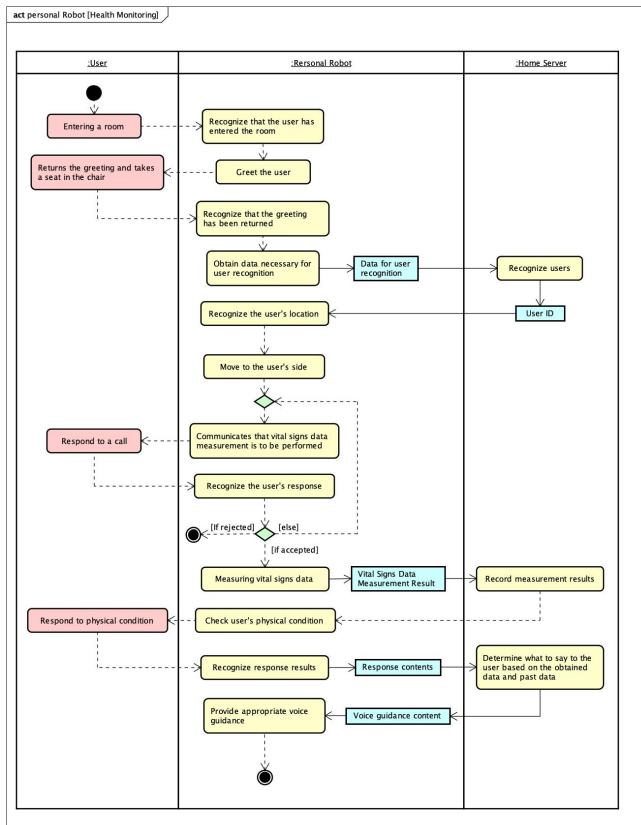 act personal Robot [Health Monitoring]
:User
:Rersonal Robot
:Home Server
Entering a room
Recognize that the user has
entered the room
Returns the greeting and takes
a seat in the chair
Greet the user
Recognize that the greeting
has been returned
Obtain data necessary for
user recognition
Data for user
recognition
Recognize users
Recognize the user's location
User ID
Move to the user's side
Respond to a call
Communicates that vital signs data
measurement is to be performed
Recognize the user's response
[If rejected]
[else]
[if accepted]
Measuring vital signs data
Vital Signs Data
Measurement Result
Record measurement results
Respond to physical condition
Check user's physical condition
Recognize response results
Response contents
Determine what to say to the
user based on the obtained
data and past data
Provide appropriate voice
guidance
Voice guidance content